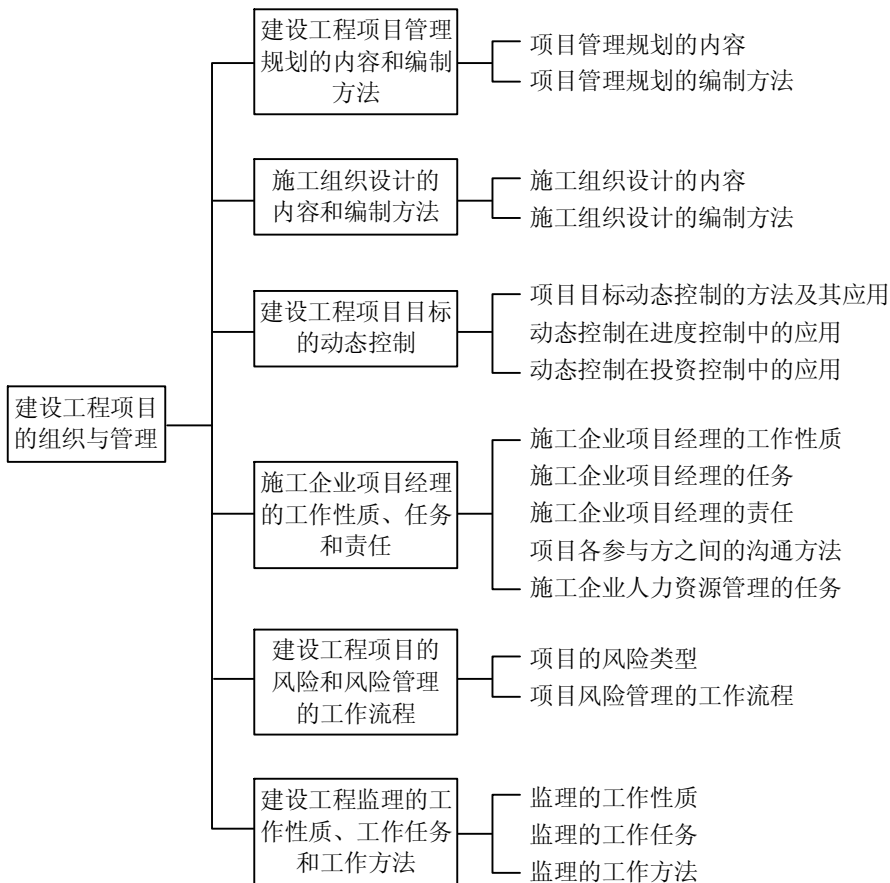 建设工程项目
的组织与管理
建设工程项目管理
规划的内容和编制
方法
项目管理规划的内容
项目管理规划的编制方法
施工组织设计的
内容和编制方法
施工组织设计的内容
施工组织设计的编制方法
建设工程项目目标
的动态控制
项目目标动态控制的方法及其应用
动态控制在进度控制中的应用
动态控制在投资控制中的应用
施工企业项目经理
的工作性质、任务
和责任
施工企业项目经理的工作性质
施工企业项目经理的任务
施工企业项目经理的责任
项目各参与方之间的沟通方法
施工企业人力资源管理的任务
建设工程项目的
风险和风险管理
的工作流程
项目的风险类型
项目风险管理的工作流程
建设工程监理的工
作性质、工作任务
和工作方法
监理的工作性质
监理的工作任务
监理的工作方法